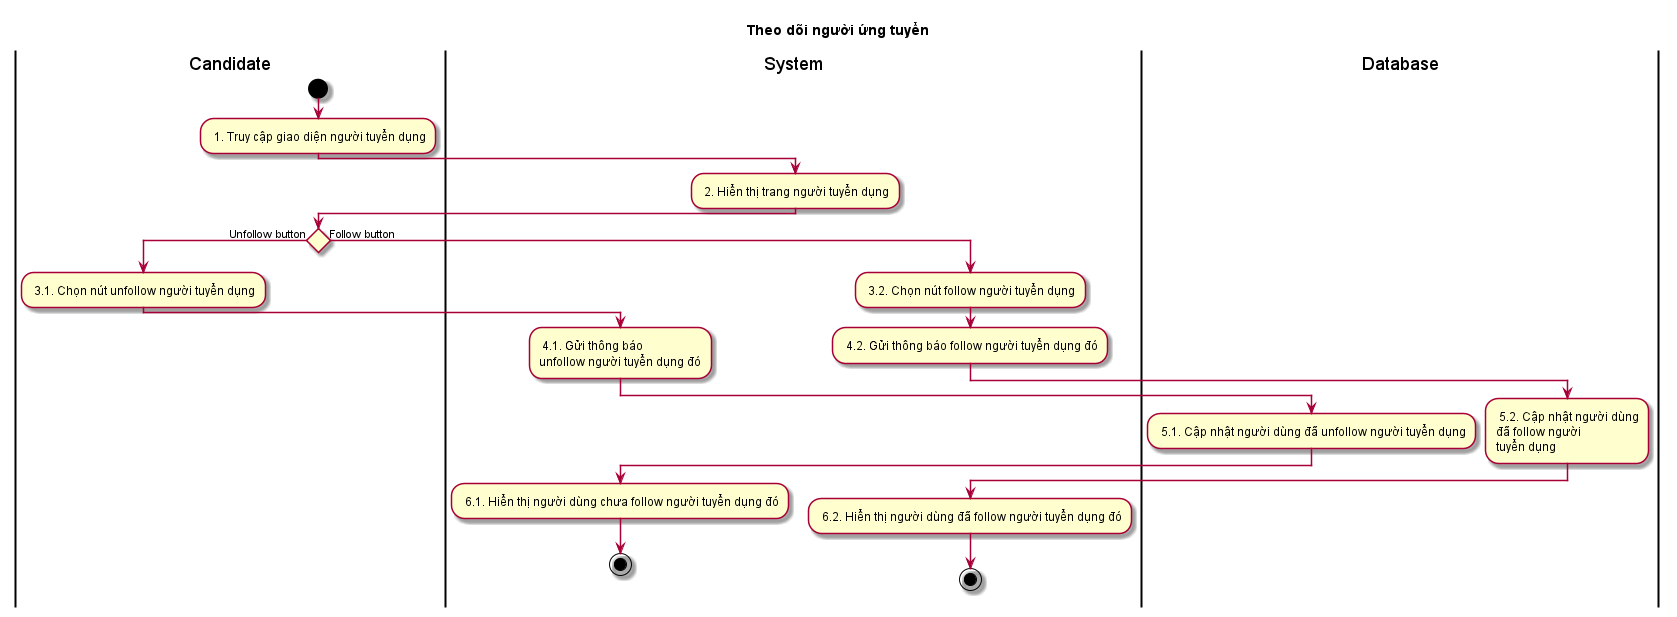 Theo dõi người ứng tuyển
Candidate
System
Database
1. Truy cập giao diện người tuyển dụng
2. Hiển thị trang người tuyển dụng
Unfollow button
Follow button
3.1. Chọn nút unfollow người tuyển dụng
3.2. Chọn nút follow người tuyển dụng
4.1. Gửi thông báo
unfollow người tuyển dụng đó
4.2. Gửi thông báo follow người tuyển dụng đó
5.1. Cập nhật người dùng đã unfollow người tuyển dụng
5.2. Cập nhật người dùng
đã follow người
tuyển dụng
6.1. Hiển thị người dùng chưa follow người tuyển dụng đó
6.2. Hiển thị người dùng đã follow người tuyển dụng đó